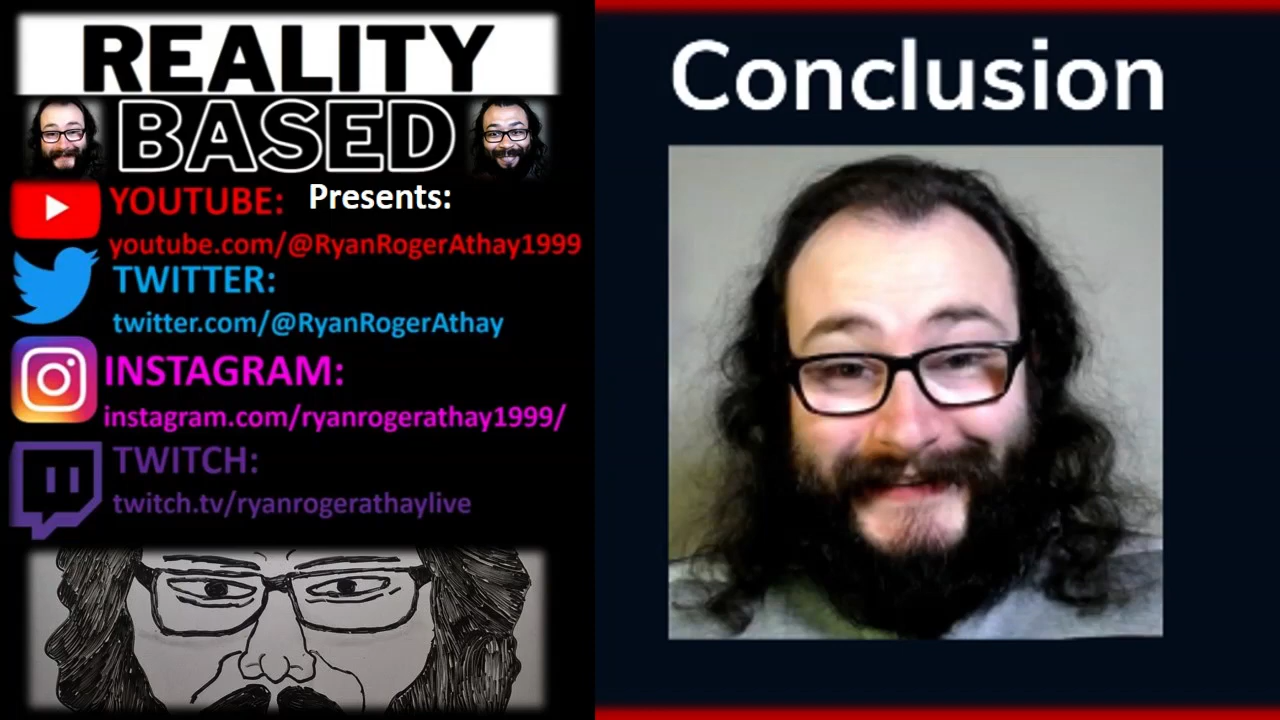 REALITY
BASED
YOUTUBE: Presents:
youtube.com/@RyanRogerAthay1999
TWITTER:
twitter.com/@RyanRogerAthay
INSTAGRAM:
instagram.com/ryanrogerathay1999/
TWITCH:
twitch.tv/ryanrogerathaylive
Conclusion